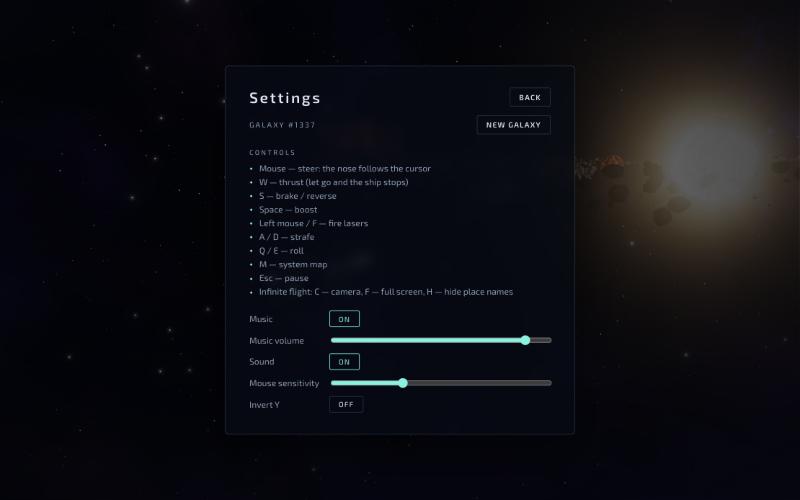 Settings
BACK
GALAXY #1337
NEW GALAXY
CONTROLS
• Mouse — steer: the nose follows the cursor
• W — thrust (let go and the ship stops)
• S — brake / reverse
• Space — boost
• Left mouse / F — fire lasers
• A / D — strafe
• Q / E — roll
• M — system map
• Esc — pause
• Infinite flight: C — camera, F — full screen, H — hide place names
Music
ON
Music volume
Sound
ON
Mouse sensitivity
Invert Y
OFF